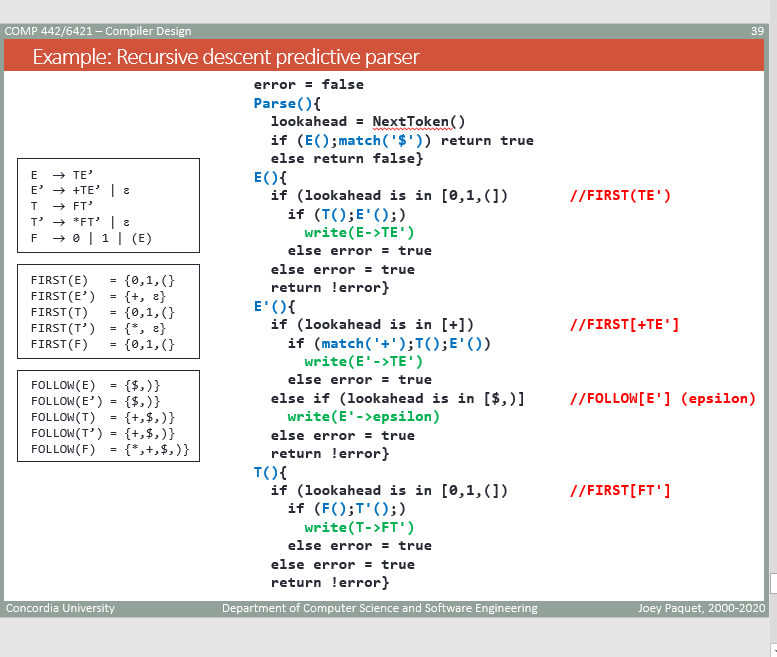 COMP 442/6421 – Compiler Design
39
Example: Recursive descent predictive parser
E → TE’
E’ → +TE’ | ε
T → FT’
T’ → *FT’ | ε
F → 0 | 1 | (E)
FIRST(E) = {0,1,(}
FIRST(E’) = {+, ε}
FIRST(T) = {0,1,(}
FIRST(T’) = {*, ε}
FIRST(F) = {0,1,(}
FOLLOW(E) = {$,)}
FOLLOW(E’) = {$,)}
FOLLOW(T) = {+,$,)}
FOLLOW(T’) = {+,$,)}
FOLLOW(F) = {*,+,$,)}
error = false
Parse(){
lookahead = NextToken()
if (E();match('$')) return true
else return false}
E(){
if (lookahead is in [0,1,(]) //FIRST(TE')
if (T();E'();)
write(E->TE')
else error = true
else error = true
return !error}
E'(){
if (lookahead is in [+]) //FIRST[+TE']
if (match('+');T();E'())
write(E'->TE')
else error = true
else if (lookahead is in [$,)] //FOLLOW[E'] (epsilon)
write(E'->epsilon)
else error = true
return !error}
T(){
if (lookahead is in [0,1,(]) //FIRST[FT']
if (F();T'();)
write(T->FT')
else error = true
else error = true
return !error}
Concordia University
Department of Computer Science and Software Engineering
Joey Paquet, 2000-2020